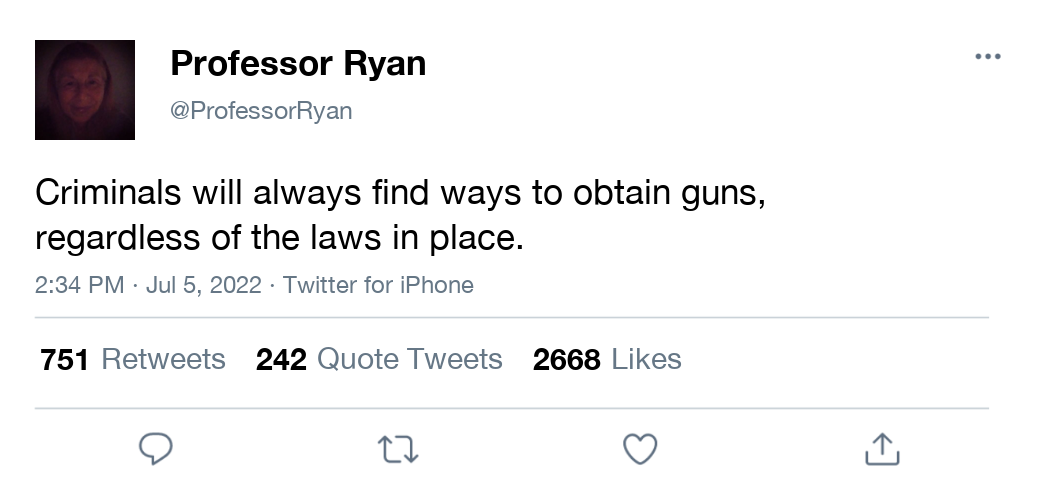 Professor Ryan
@ProfessorRyan
Criminals will always find ways to obtain guns,
regardless of the laws in place.
2:34 PM · Jul 5, 2022 · Twitter for iPhone
751 Retweets 242 Quote Tweets 2668 Likes